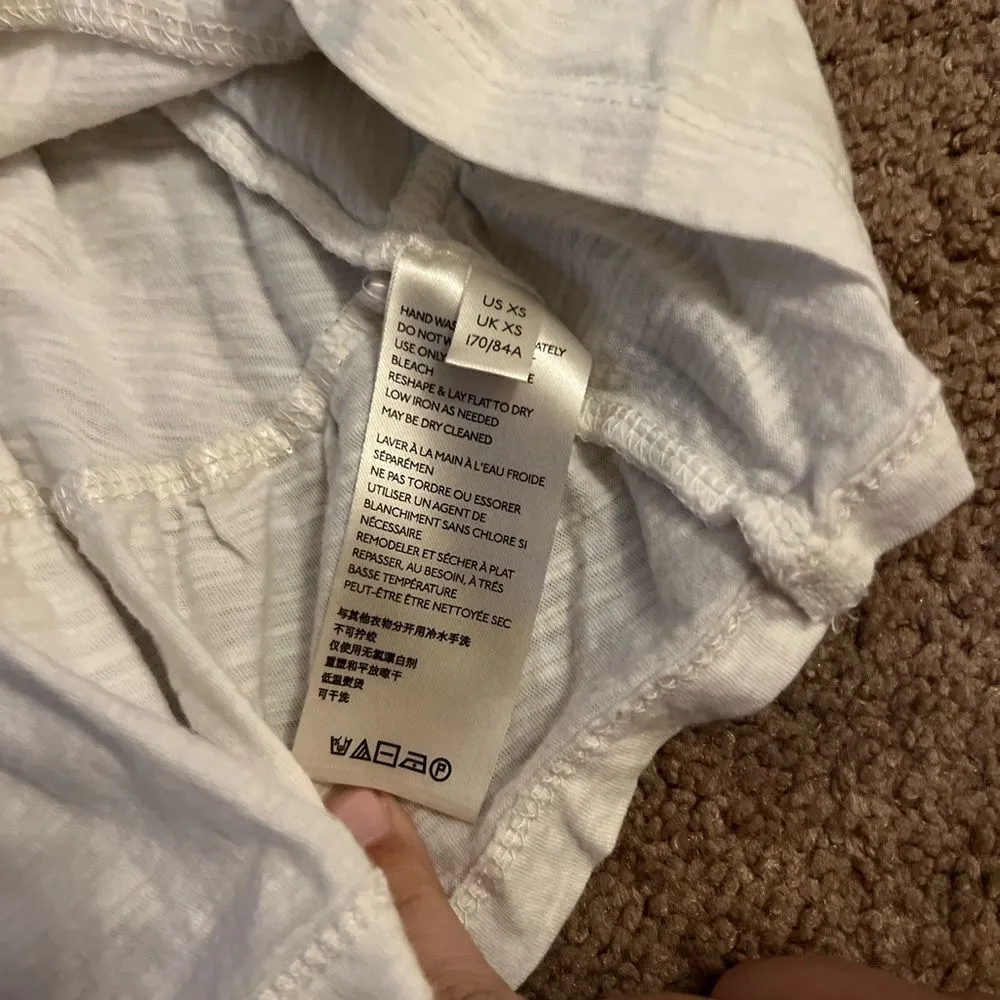 US XS
UK XS
170/84A
HAND WAS
ATELY
DO NOT W
USE ONLY
E
BLEACH
RESHAPE & LAY FLAT TO DRY
LOW IRON AS NEEDED
MAY BE DRY CLEANED
LAVER À LA MAIN À L'EAU FROIDE
SÉPARÉMEN
NE PAS TORDRE OU ESSORER
UTILISER UN AGENT DE
BLANCHIMENT SANS CHLORE SI
NÉCESSAIRE
REMODELER ET SÉCHER À PLAT
REPASSER, AU BESOIN, À TRÉS
BASSE TEMPÉRATURE
PEUT-ÊTRE ÊTRE NETTOYÉE SEC
与其他衣物分开用冷水手洗
不可拧绞
仅使用无氯漂白剂
重塑和平放晾干
低温熨烫
可干洗
P